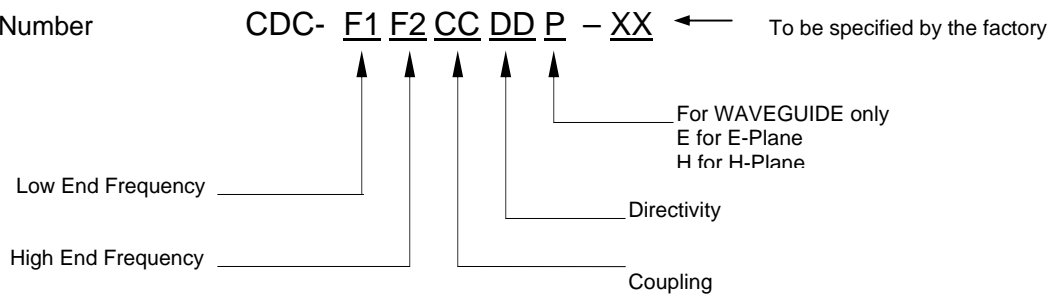 Number CDC- F1 F2 CC DD P – XX To be specified by the factory
For WAVEGUIDE only
E for E-Plane
H for H-Plane
Low End Frequency
Directivity
High End Frequency
Coupling